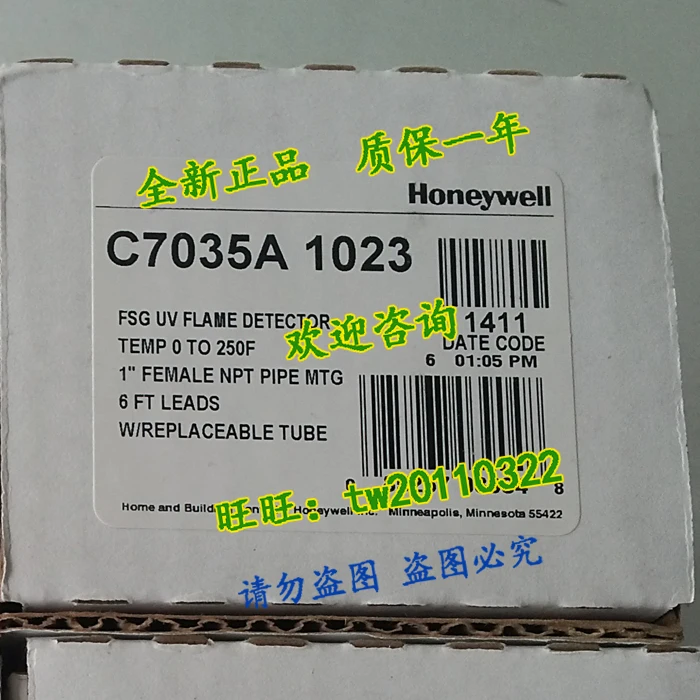 全新正品 质保一年
Honeywell
C7035A 1023
FSG UV FLAME DETECTOR
TEMP 0 TO 250F
1" FEMALE NPT PIPE MTG
6 FT LEADS
W/REPLACEABLE TUBE
欢迎咨询
1411
DATE CODE
6 01:05 PM
8
旺旺：tw20110322
Home and Honeywell Minneapolis, Minnesota 55422
请勿盗图 盗图必究